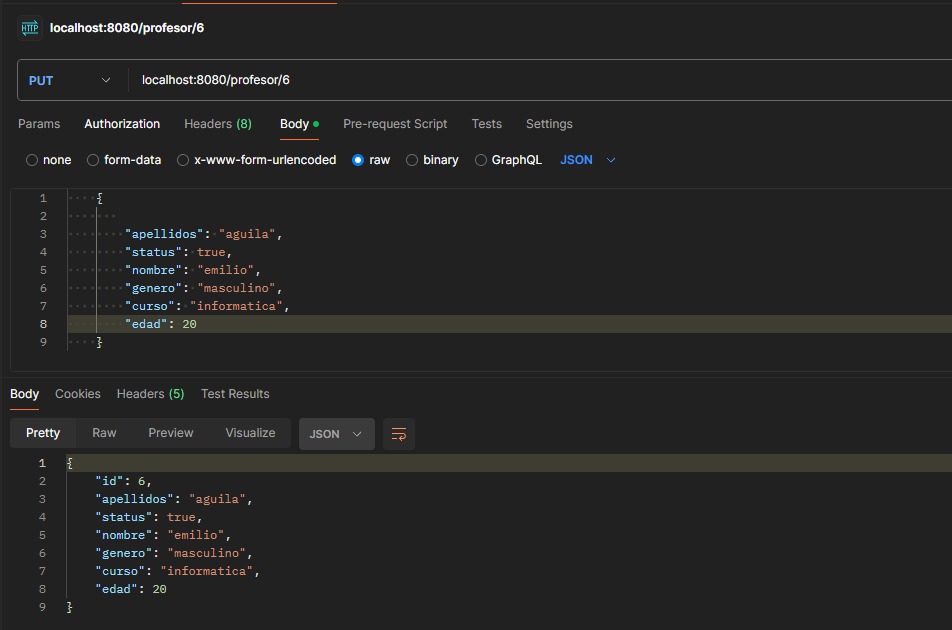 HTTP localhost:8080/profesor/6
PUT localhost:8080/profesor/6
Params Authorization Headers (8) Body Pre-request Script Tests Settings
none form-data x-www-form-urlencoded raw binary GraphQL JSON
1 {
2
3 "apellidos": "aguila",
4 "status": true,
5 "nombre": "emilio",
6 "genero": "masculino",
7 "curso": "informatica",
8 "edad": 20
9 }
Body Cookies Headers (5) Test Results
Pretty Raw Preview Visualize JSON
1 {
2 "id": 6,
3 "apellidos": "aguila",
4 "status": true,
5 "nombre": "emilio",
6 "genero": "masculino",
7 "curso": "informatica",
8 "edad": 20
9 }